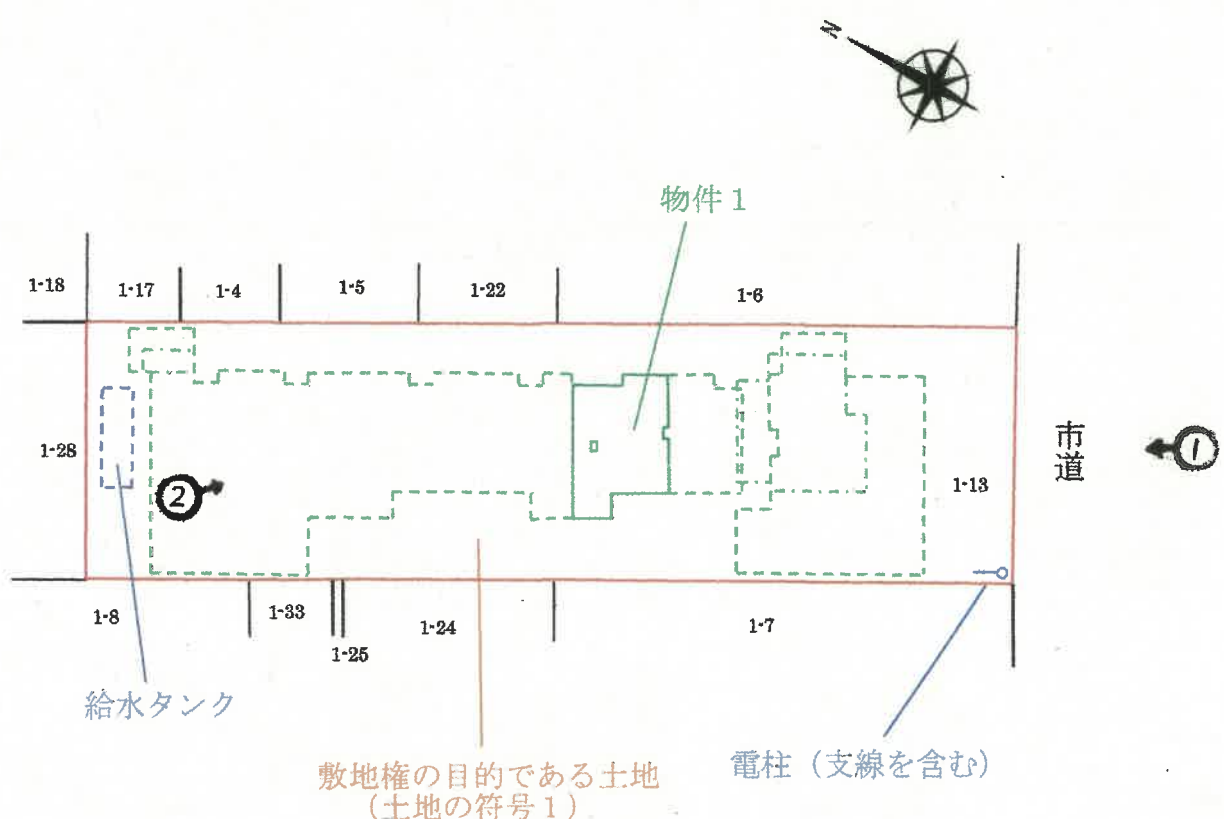 N
物件1
1-18
1-17
1-4
1-5
1-22
1-6
1-28
市道
①
②
1-13
1-8
1-33
1-25
1-24
1-7
給水タンク
電柱（支線を含む）
敷地権の目的である土地
（土地の符号1）